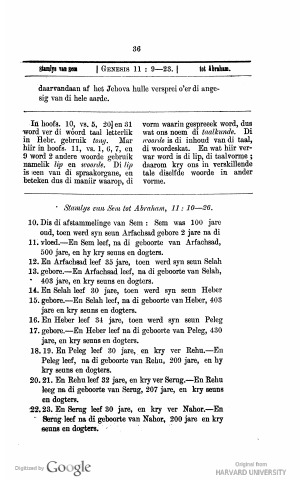 36
Stamlys van Sem | GENESIS 11 : 9—23. | tot Abraham.
daarvandaan af het Jehova hulle versprei o'er di ange-
sig van di hele aarde.
In hoofs. 10, vs. 5, 20] en 31
word ver di wóord taal letterlik
in Hebr. gebruik tong. Mar
hiir in hoofs. 11, vs. 1, 6, 7, en
9 word 2 andere woorde gebruik
namelik lip en woorde. Di lip
is een van di spraakorgane, en
beteken dus di maniir waarop, di
vorm waarin gespreeek word, dus
wat ons noem di taalkunde. Di
woorde is di inhoud van di taal,
di woordeskat. En wat hiir ver-
war word is di lip, di taalvorme;
daarom kry ons in verskillende
tale diselfde woorde in ander
vorme.
Stamlys van Sem tot Abraham, 11 : 10—26.
10. Dis di afstammelinge van Sem : Sem was 100 jare
oud, toen werd syn seun Arfachsad gebore 2 jare na di
11. vloed.—En Sem leef, na di geboorte van Arfachsad,
500 jare, en hy kry seuns en dogters.
12. En Arfachsad leef 35 jare, toen werd syn seun Selah
13. gebore.—En Arfachsad leef, na di geboorte van Selah,
403 jare, en kry seuns en dogters.
14. En Selah leef 30 jare, toen werd syn seun Heber
15. gebore.—En Selah leef, na di geboorte van Heber, 403
jare en kry seuns en dogters.
16. En Heber leef 34 jare, toen werd syn seun Peleg
17. gebore.—En Heber leef na di geboorte van Peleg, 430
jare, en kry seuns en dogters.
18. 19. En Peleg leef 30 jare, en kry ver Rehu.—En
Peleg leef, na di geboorte van Rehu, 209 jare, en hy
kry seuns en dogters.
20. 21. En Rehu leef 32 jare, en kry ver Serug.—En Rehu
leeg na di geboorte van Serug, 207 jare, en kry seuns
en dogters.
22. 23. En Serug leef 30 jare, en kry ver Nahor.—En
Serug leef na di geboorte van Nahor, 200 jare en kry
seuns en dogters.
Digitized by Google
Original from
HARVARD UNIVERSITY